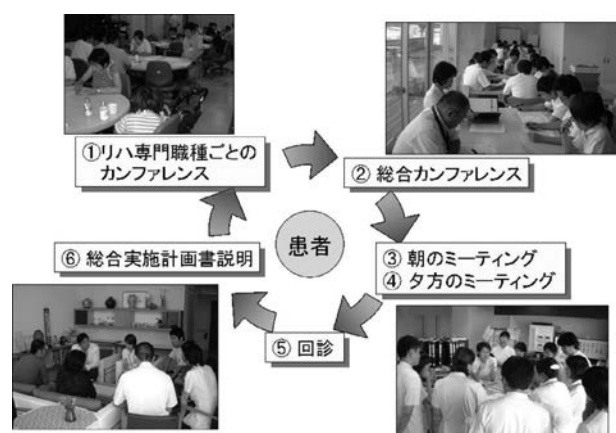 ①リハ専門職種ごとの
カンファレンス
② 総合カンファレンス
③ 朝のミーティング
④ 夕方のミーティング
⑤ 回診
⑥ 総合実施計画書説明
患者